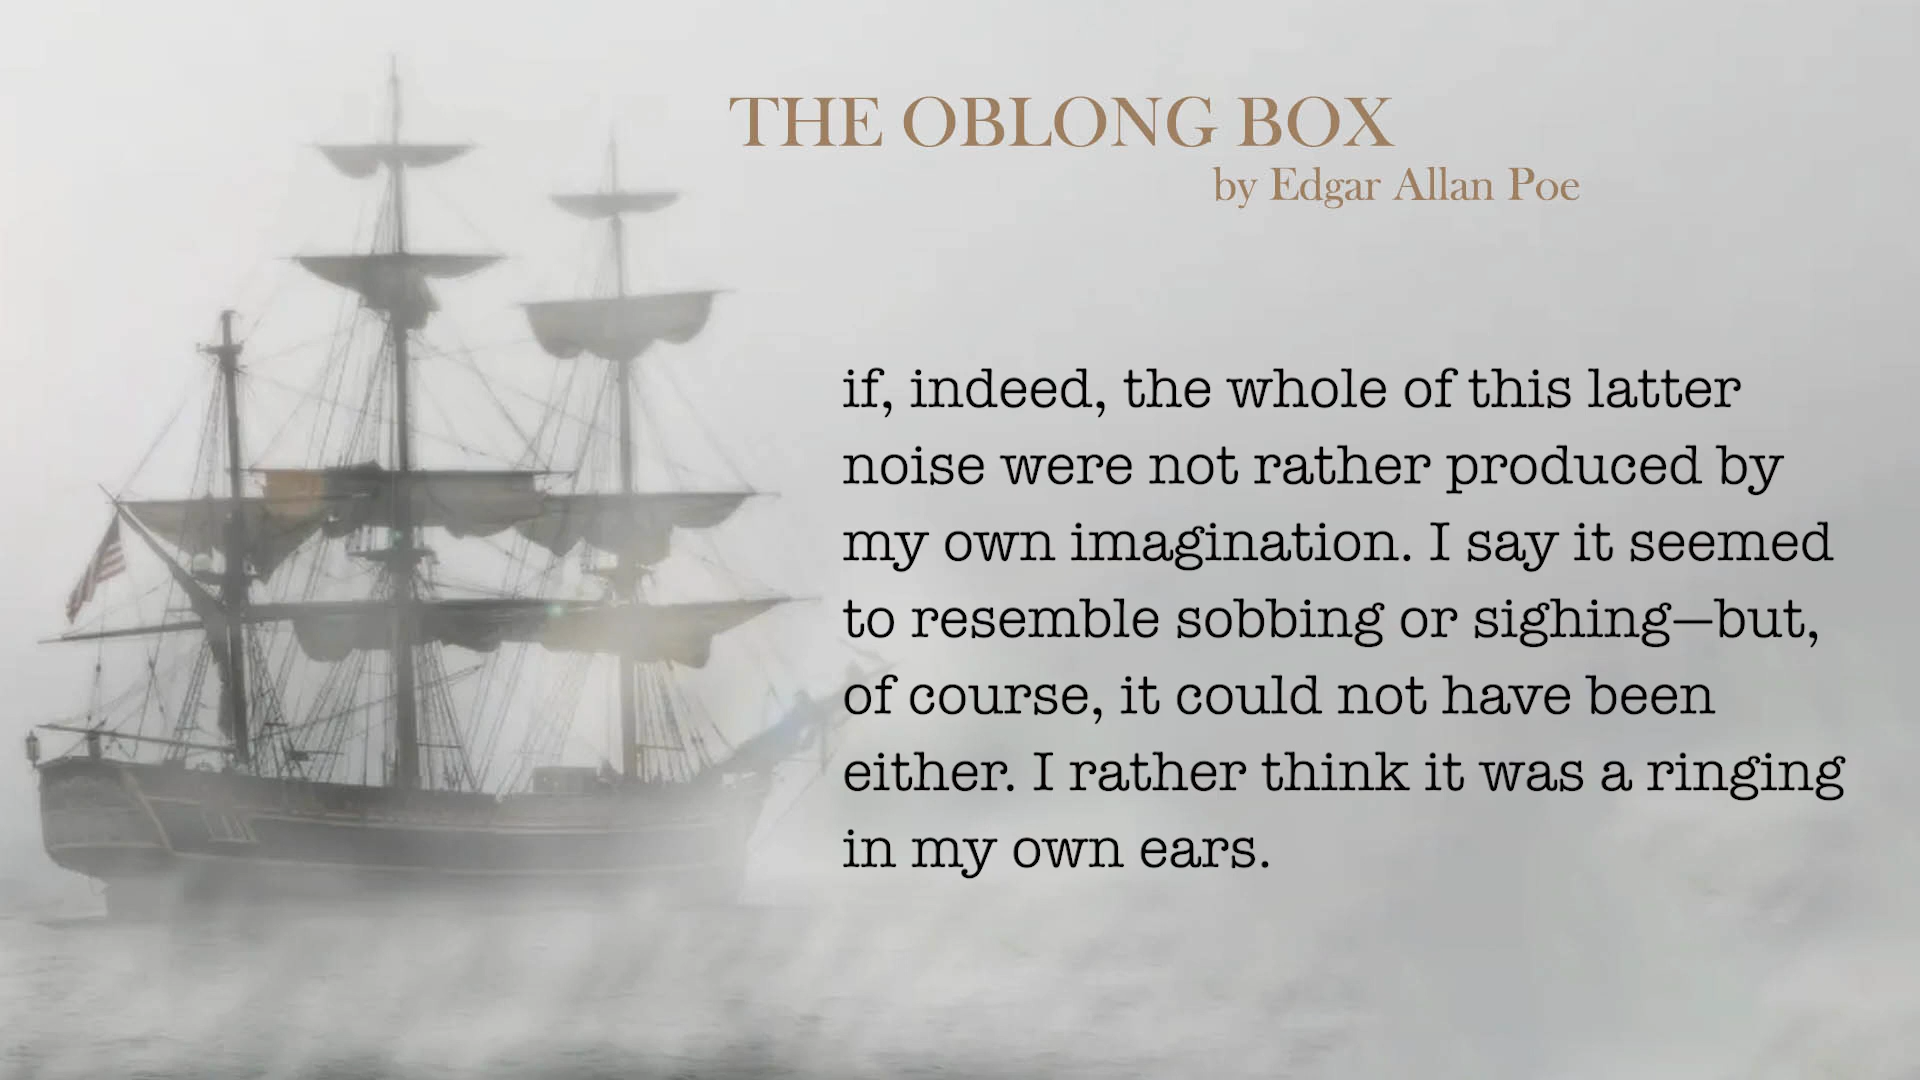 THE OBLONG BOX
by Edgar Allan Poe
if, indeed, the whole of this latter
noise were not rather produced by
my own imagination. I say it seemed
to resemble sobbing or sighing—but,
of course, it could not have been
either. I rather think it was a ringing
in my own ears.